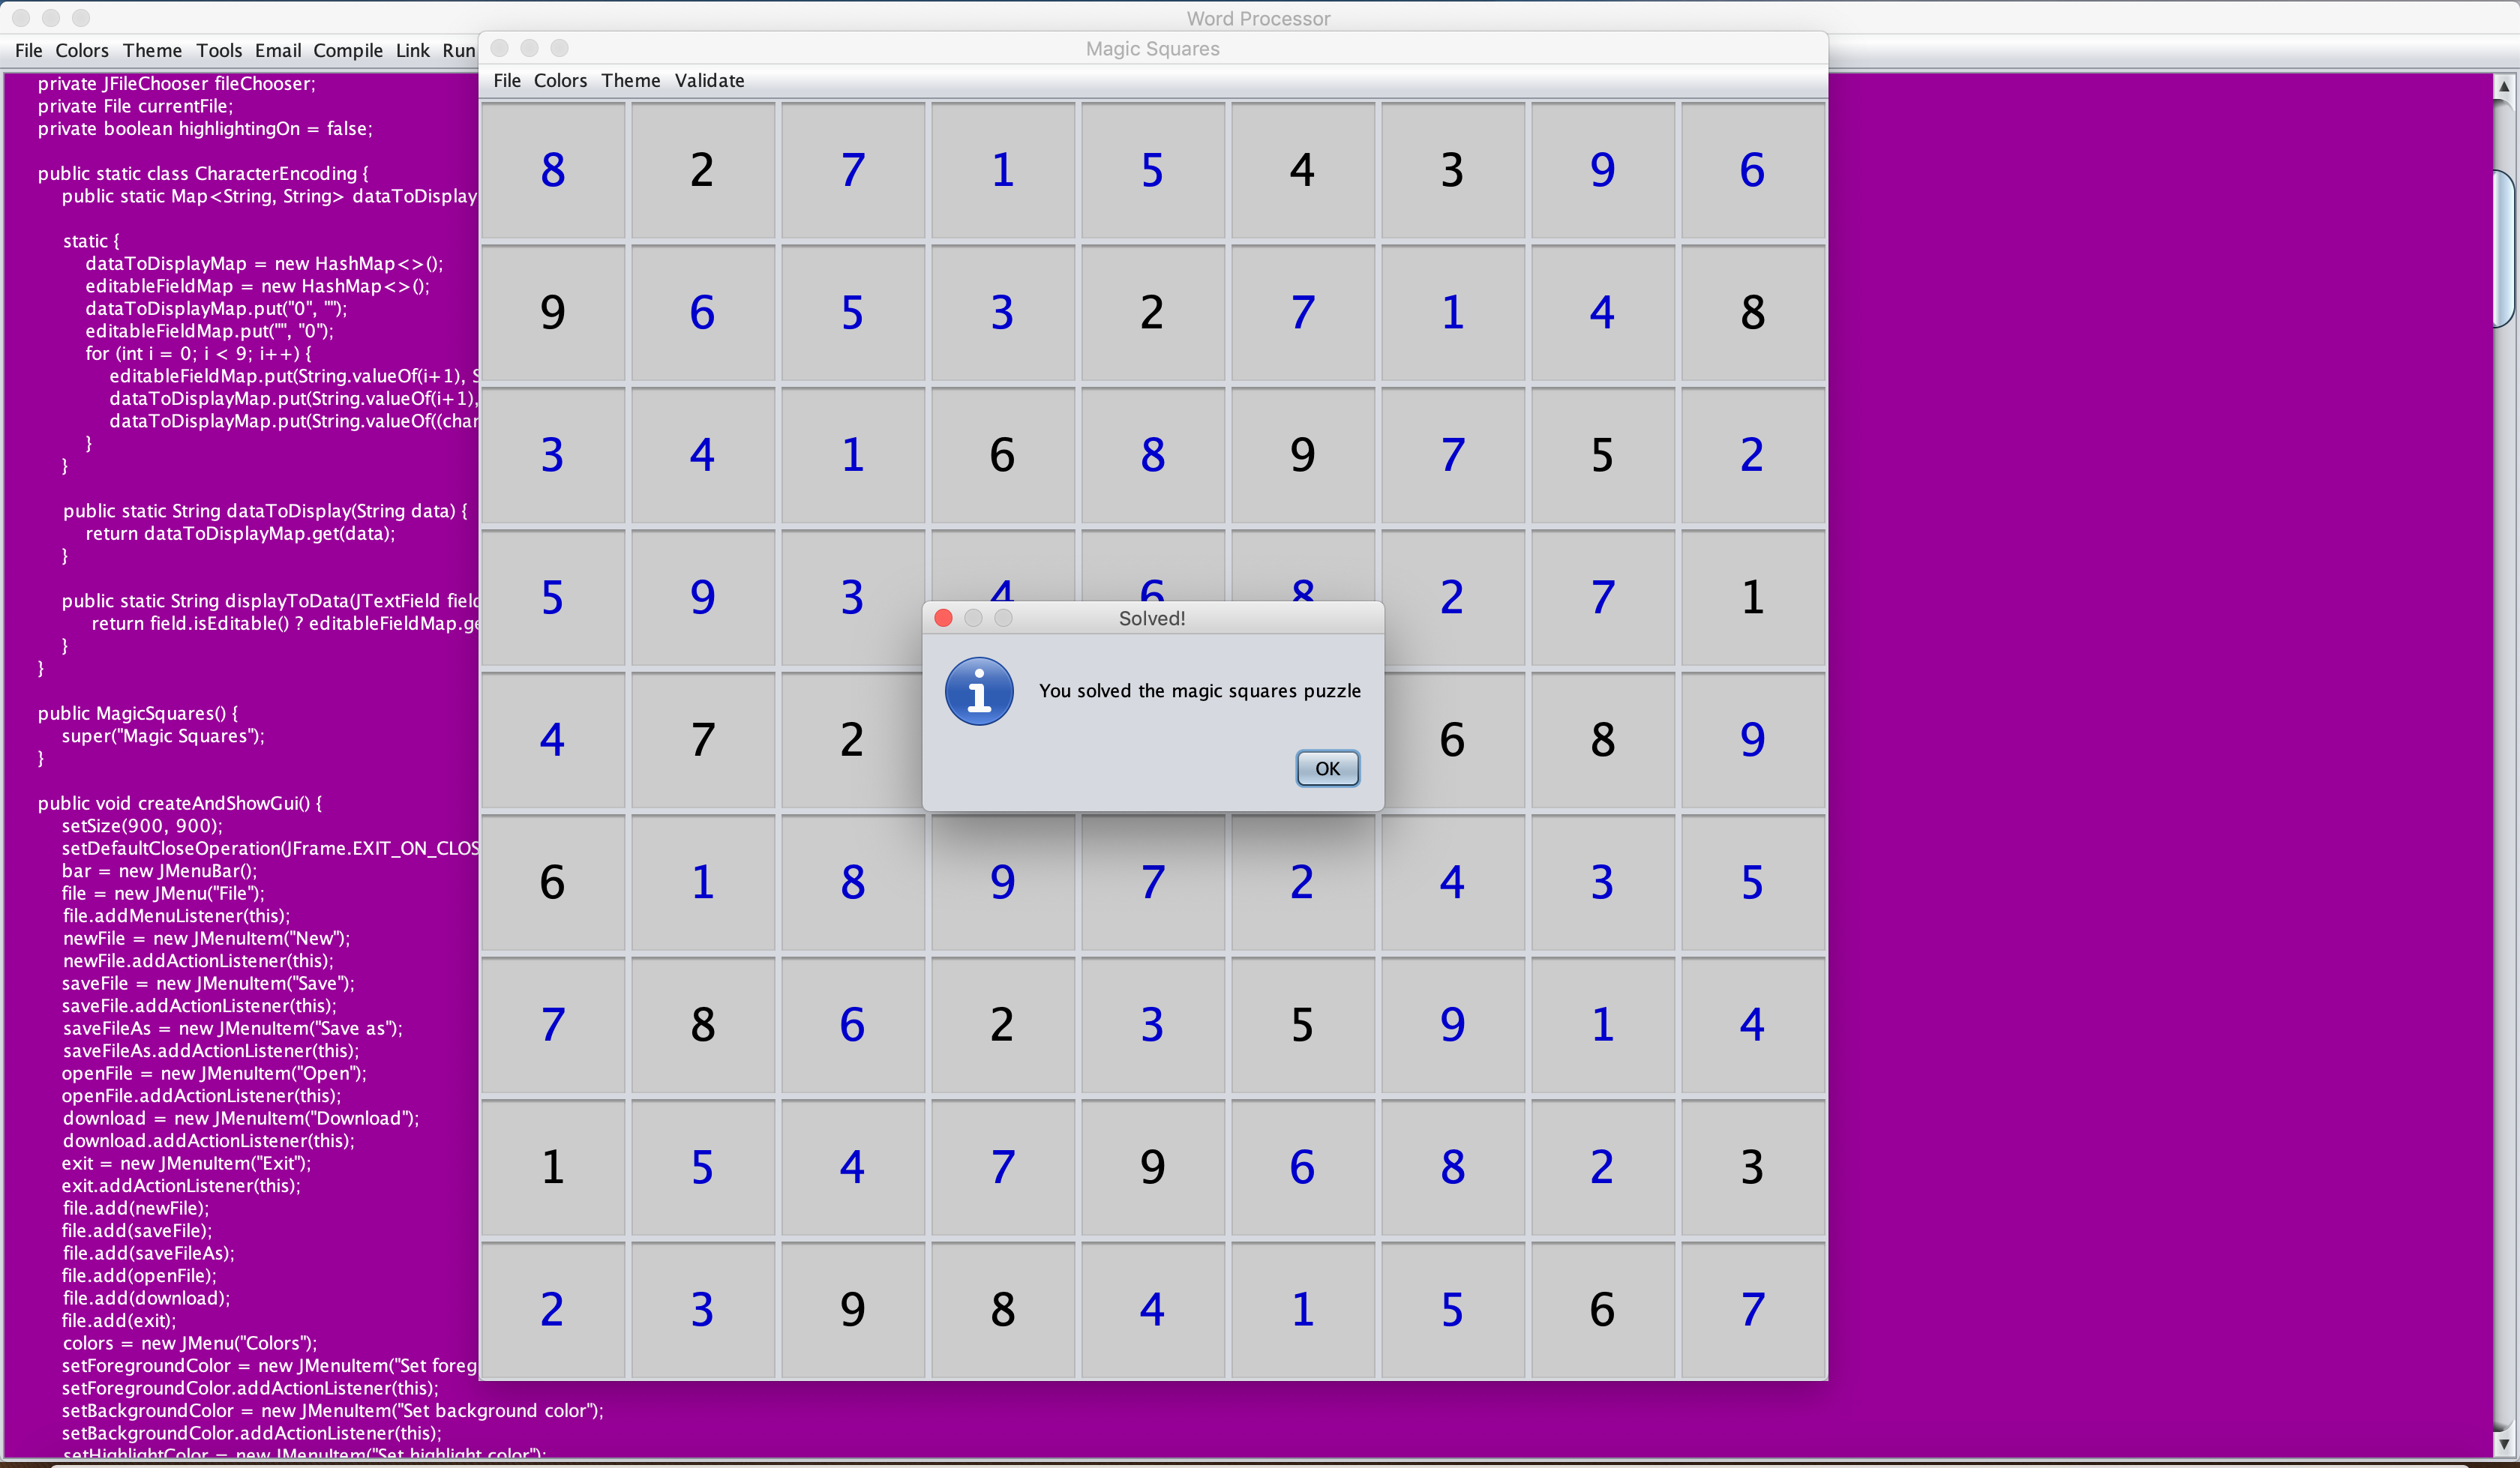 Word Processor
File Colors Theme Tools Email Compile Link Run
private JFileChooser fileChooser;
private File currentFile;
private boolean highlightingOn = false;
public static class CharacterEncoding {
public static Map<String, String> dataToDisplay
static {
dataToDisplayMap = new HashMap<>();
editableFieldMap = new HashMap<>();
dataToDisplayMap.put("0", "");
editableFieldMap.put("", "0");
for (int i = 0; i < 9; i++) {
editableFieldMap.put(String.valueOf(i+1),
dataToDisplayMap.put(String.valueOf(i+1),
dataToDisplayMap.put(String.valueOf((char
}
}
public static String dataToDisplay(String data) {
return dataToDisplayMap.get(data);
}
public static String displayToData(JTextField field
return field.isEditable() ? editableFieldMap.ge
}
}
public MagicSquares() {
super("Magic Squares");
}
public void createAndShowGui() {
setSize(900, 900);
setDefaultCloseOperation(JFrame.EXIT_ON_CLOS
bar = new JMenuBar();
file = new JMenu("File");
file.addMenuListener(this);
newFile = new JMenuItem("New");
newFile.addActionListener(this);
saveFile = new JMenuItem("Save");
saveFile.addActionListener(this);
saveFileAs = new JMenuItem("Save as");
saveFileAs.addActionListener(this);
openFile = new JMenuItem("Open");
openFile.addActionListener(this);
download = new JMenuItem("Download");
download.addActionListener(this);
exit = new JMenuItem("Exit");
exit.addActionListener(this);
file.add(newFile);
file.add(saveFile);
file.add(saveFileAs);
file.add(openFile);
file.add(download);
file.add(exit);
colors = new JMenu("Colors");
setForegroundColor = new JMenuItem("Set foreg
setForegroundColor.addActionListener(this);
setBackgroundColor = new JMenuItem("Set background color");
setBackgroundColor.addActionListener(this);
setHighlightColor = new JMenuItem("Set highlight color");
Magic Squares
File Colors Theme Validate
8 2 7 1 5 4 3 9 6
9 6 5 3 2 7 1 4 8
3 4 1 6 8 9 7 5 2
5 9 3 4 6 8 2 7 1
4 7 2 6 8 9
6 1 8 9 7 2 4 3 5
7 8 6 2 3 5 9 1 4
1 5 4 7 9 6 8 2 3
2 3 9 8 4 1 5 6 7
Solved!
You solved the magic squares puzzle
OK